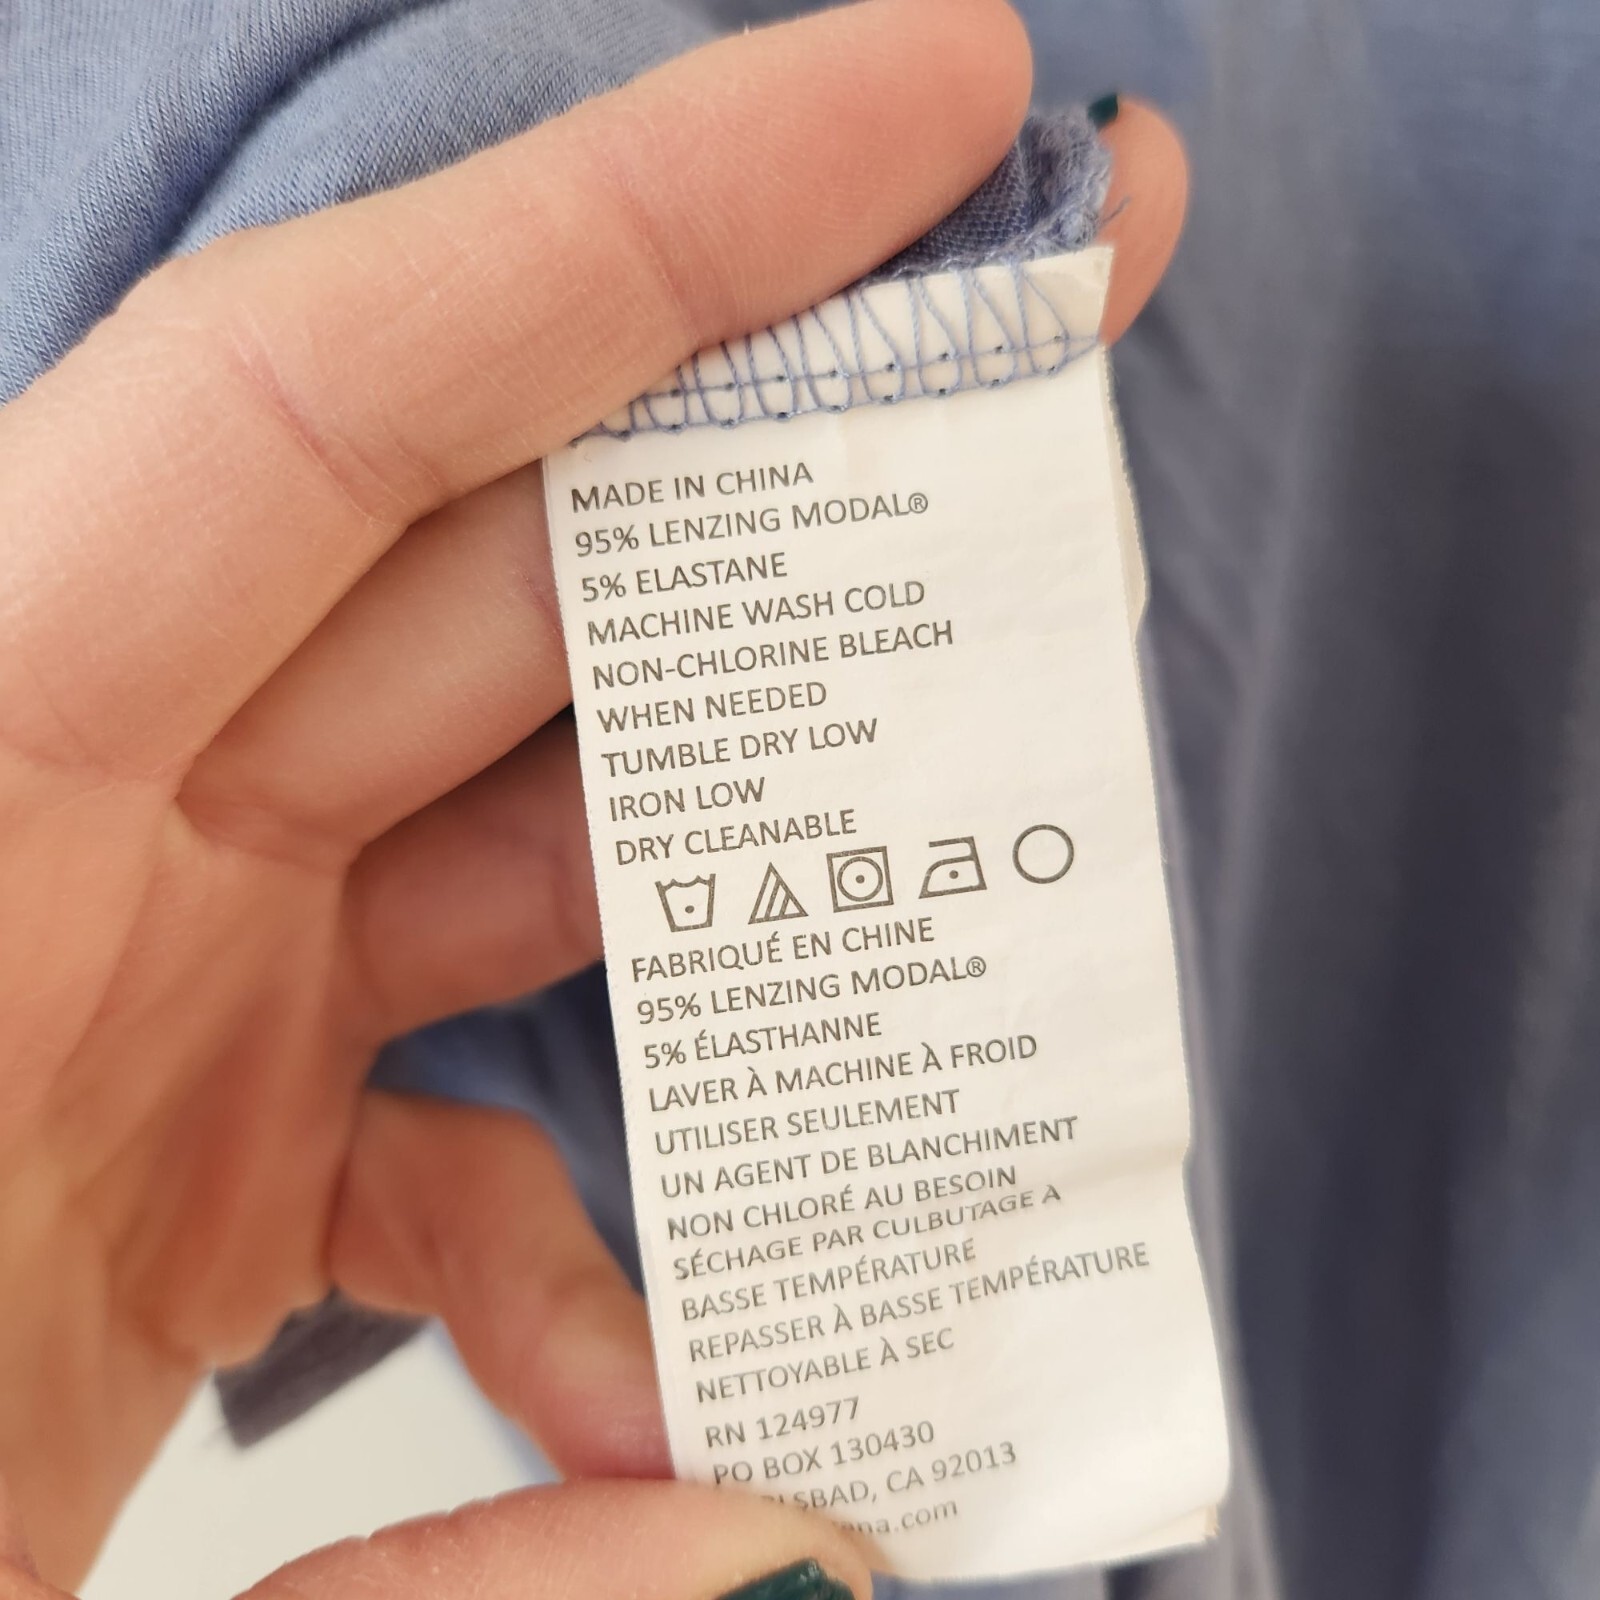 MADE IN CHINA
95% LENZING MODAL®
5% ELASTANE
MACHINE WASH COLD
NON-CHLORINE BLEACH
WHEN NEEDED
TUMBLE DRY LOW
IRON LOW
DRY CLEANABLE
FABRIQUÉ EN CHINE
95% LENZING MODAL®
5% ÉLASTHANNE
LAVER À MACHINE À FROID
UTILISER SEULEMENT
UN AGENT DE BLANCHIMENT
NON CHLORÉ AU BESOIN
SÉCHAGE PAR CULBUTAGE À
BASSE TEMPÉRATURE
REPASSER À BASSE TEMPÉRATURE
NETTOYABLE À SEC
RN 124977
PO BOX 130430
CA 92013